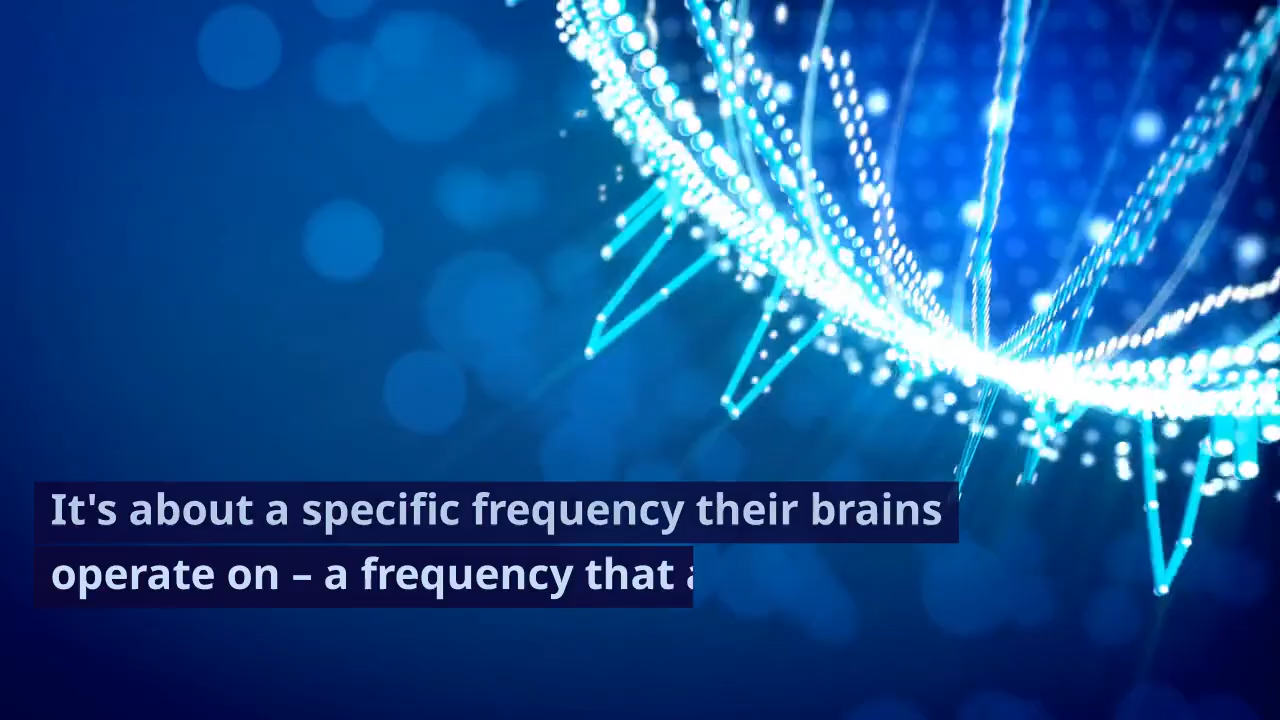 It's about a specific frequency their brains
operate on – a frequency that